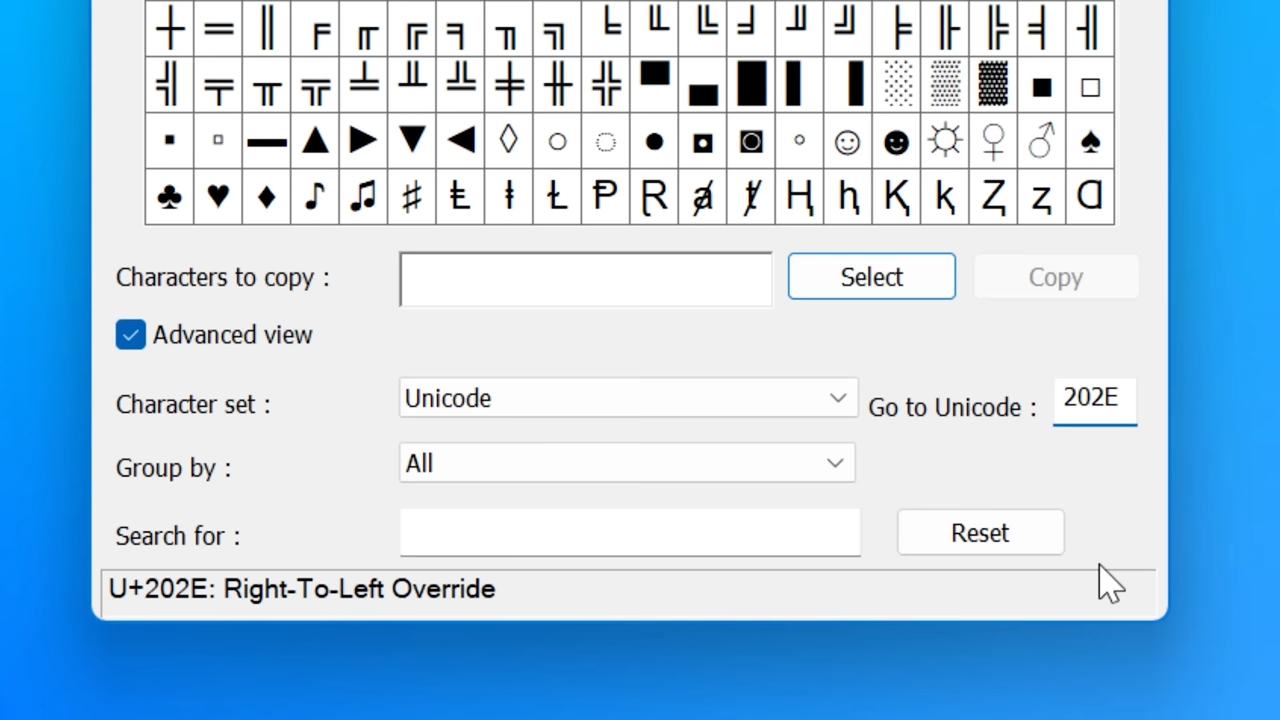 ┼ ═ ║ ╒ ╓ ╔ ╕ ╖ ╗ ╘ ╙ ╚ ╛ ╜ ╝ ╞ ╟ ╠ ╡ ╢
╣ ╤ ╥ ╦ ╧ ╨ ╩ ╪ ╫ ╬ ▀ ▄ █ ▌ ▐ ░ ▒ ▓ ■ □
▪ ▫ ▬ ▲ ► ▼ ◄ ◊ ○ ◌ ● ◘ ◙ ◦ ☺ ☻ ☼ ♀ ♂ ♠
♣ ♥ ♦ ♪ ♫ ♯ Ⱡ ⱡ Ɫ Ᵽ Ɽ ⱥ ⱦ Ⱨ ⱨ Ⱪ ⱪ Ⱬ ⱬ Ɑ
Characters to copy : Select Copy
Advanced view
Character set : Unicode Go to Unicode : 202E
Group by : All
Search for : Reset
U+202E: Right-To-Left Override